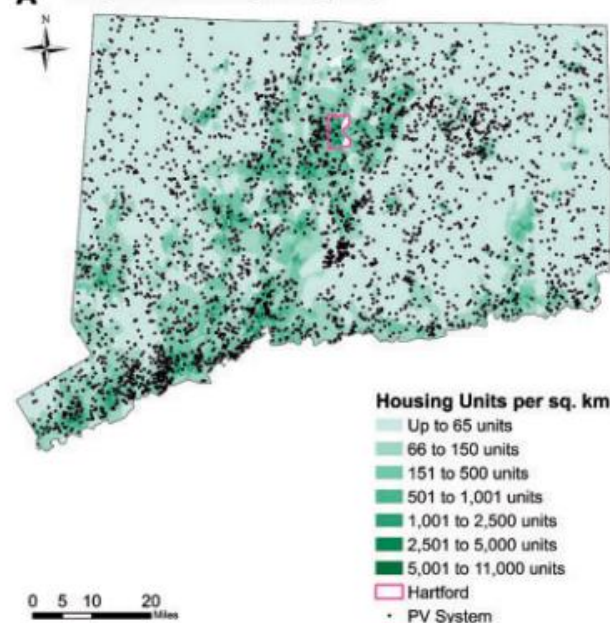 A
N
Housing Units per sq. km
Up to 65 units
66 to 150 units
151 to 500 units
501 to 1,001 units
1,001 to 2,500 units
2,501 to 5,000 units
5,001 to 11,000 units
Hartford
PV System
0 5 10 20
Miles